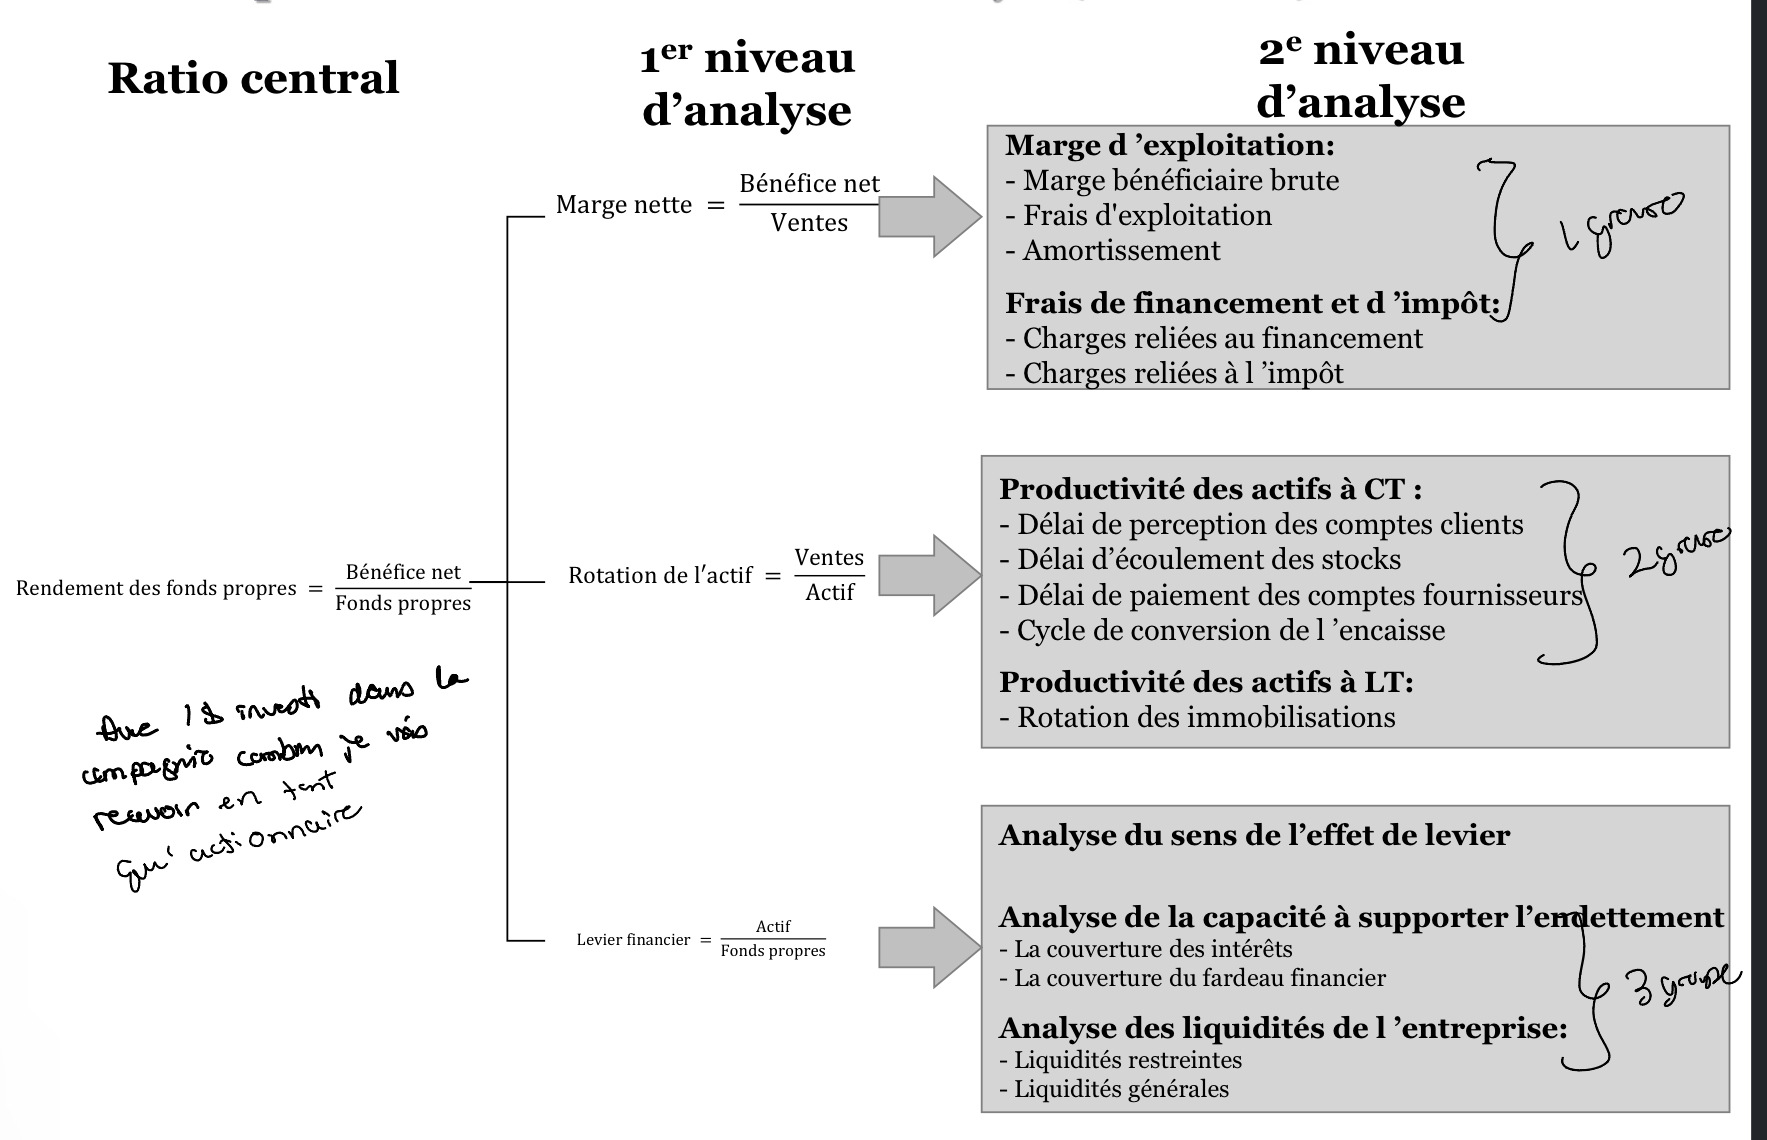 Ratio central
1er niveau
d’analyse
2e niveau
d’analyse
Marge nette = Bénéfice net
Ventes
Marge d ’exploitation:
- Marge bénéficiaire brute
- Frais d'exploitation
- Amortissement
Frais de financement et d ’impôt:
- Charges reliées au financement
- Charges reliées à l ’impôt
1
Rendement des fonds propres = Bénéfice net
Fonds propres
Rotation de l′actif = Ventes
Actif
Productivité des actifs à CT :
- Délai de perception des comptes clients
- Délai d’écoulement des stocks
- Délai de paiement des comptes fournisseurs
- Cycle de conversion de l ’encaisse
Productivité des actifs à LT:
- Rotation des immobilisations
2
1$ investi dans la
je vais
recevoir en tant
qu' actionnaire
Levier financier = Actif
Fonds propres
Analyse du sens de l’effet de levier
Analyse de la capacité à supporter l’endettement
- La couverture des intérêts
- La couverture du fardeau financier
Analyse des liquidités de l ’entreprise:
- Liquidités restreintes
- Liquidités générales
3 groupe